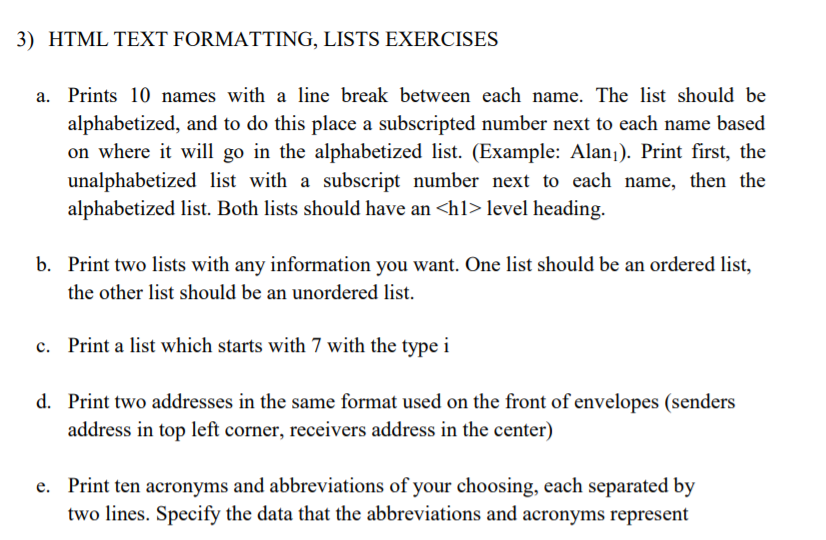 3) HTML TEXT FORMATTING, LISTS EXERCISES
a. Prints 10 names with a line break between each name. The list should be
alphabetized, and to do this place a subscripted number next to each name based
on where it will go in the alphabetized list. (Example: Alan₁). Print first, the
unalphabetized list with a subscript number next to each name, then the
alphabetized list. Both lists should have an <h1> level heading.
b. Print two lists with any information you want. One list should be an ordered list,
the other list should be an unordered list.
c. Print a list which starts with 7 with the type i
d. Print two addresses in the same format used on the front of envelopes (senders
address in top left corner, receivers address in the center)
e. Print ten acronyms and abbreviations of your choosing, each separated by
two lines. Specify the data that the abbreviations and acronyms represent